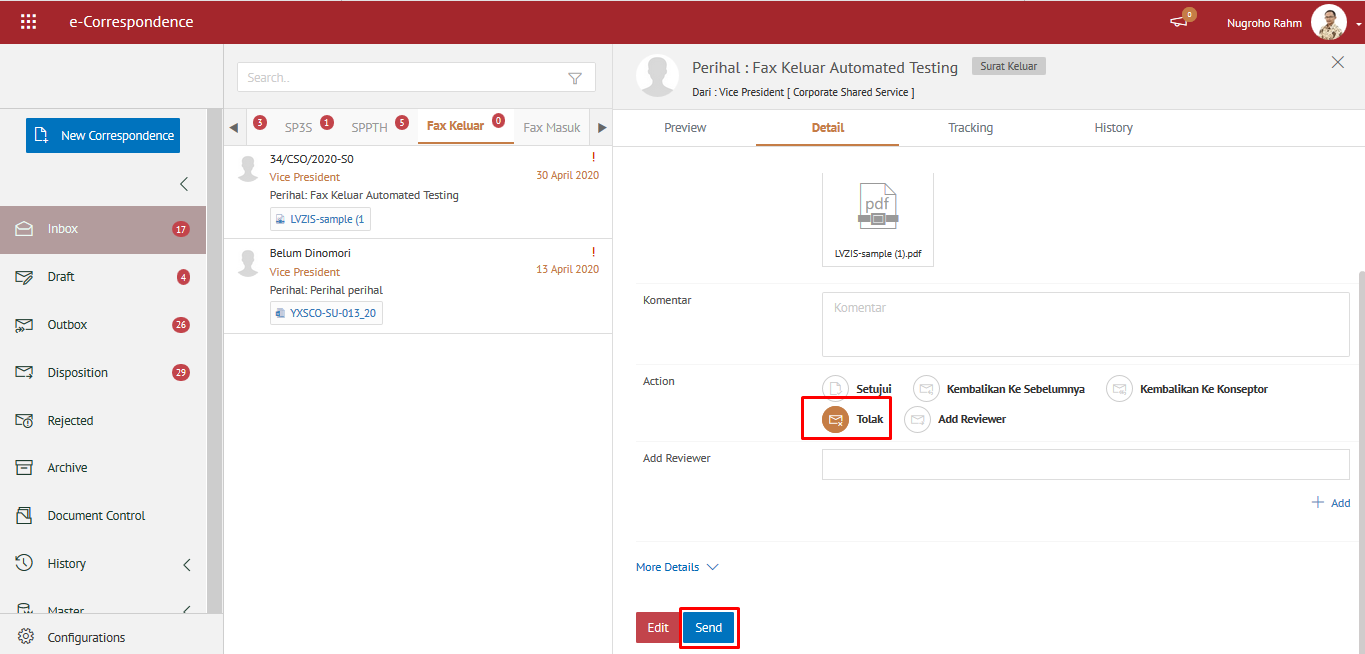 e-Correspondence
0
Nugroho Rahm
New Correspondence
Inbox 17
Draft 4
Outbox 26
Disposition 29
Rejected
Archive
Document Control
History
Master
Configurations
Search..
3 SP3S 1 SPPTH 5 Fax Keluar 0 Fax Masuk
34/CSO/2020-S0 !
Vice President 30 April 2020
Perihal: Fax Keluar Automated Testing
LVZIS-sample (1
Belum Dinomori !
Vice President 13 April 2020
Perihal: Perihal perihal
YXSCO-SU-013_20
Perihal : Fax Keluar Automated Testing Surat Keluar
Dari : Vice President [ Corporate Shared Service ]
Preview Detail Tracking History
pdf
LVZIS-sample (1).pdf
Komentar Komentar
Action Setujui Kembalikan Ke Sebelumnya Kembalikan Ke Konseptor
Tolak Add Reviewer
Add Reviewer
Add
More Details
Edit Send